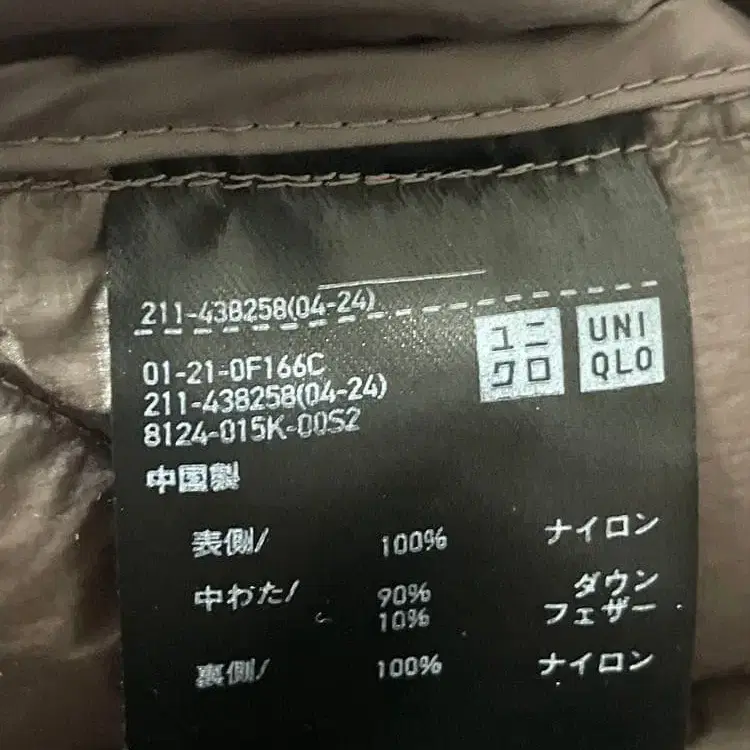 211-438258(04-24)
ユニ
クロ
UNI
QLO
01-21-0F166C
211-438258(04-24)
8124-015K-00S2
中国製
表側/ 100% ナイロン
中わた/ 90% ダウン
10% フェザー
裏側/ 100% ナイロン